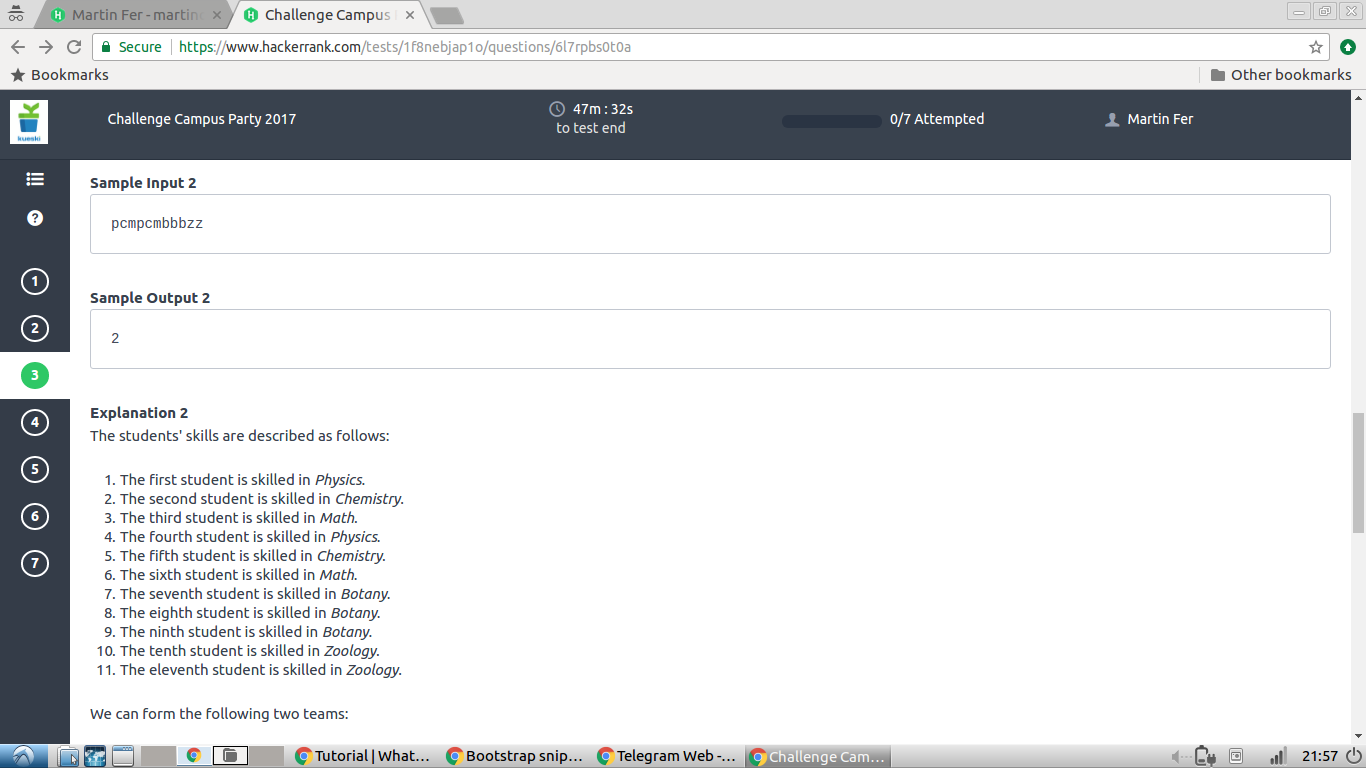 Martin Fer - martin
Challenge Campus
Secure
https://www.hackerrank.com/tests/1f8nebjap1o/questions/6l7rpbs0t0a
Bookmarks
Other bookmarks
kueski
Challenge Campus Party 2017
47m : 32s
to test end
0/7 Attempted
Martin Fer
1
2
3
4
5
6
7
Sample Input 2
pcmpcmbbbzz
Sample Output 2
2
Explanation 2
The students' skills are described as follows:
1. The first student is skilled in Physics.
2. The second student is skilled in Chemistry.
3. The third student is skilled in Math.
4. The fourth student is skilled in Physics.
5. The fifth student is skilled in Chemistry.
6. The sixth student is skilled in Math.
7. The seventh student is skilled in Botany.
8. The eighth student is skilled in Botany.
9. The ninth student is skilled in Botany.
10. The tenth student is skilled in Zoology.
11. The eleventh student is skilled in Zoology.
We can form the following two teams:
Tutorial | What...
Bootstrap snip...
Telegram Web -...
Challenge Cam...
21:57